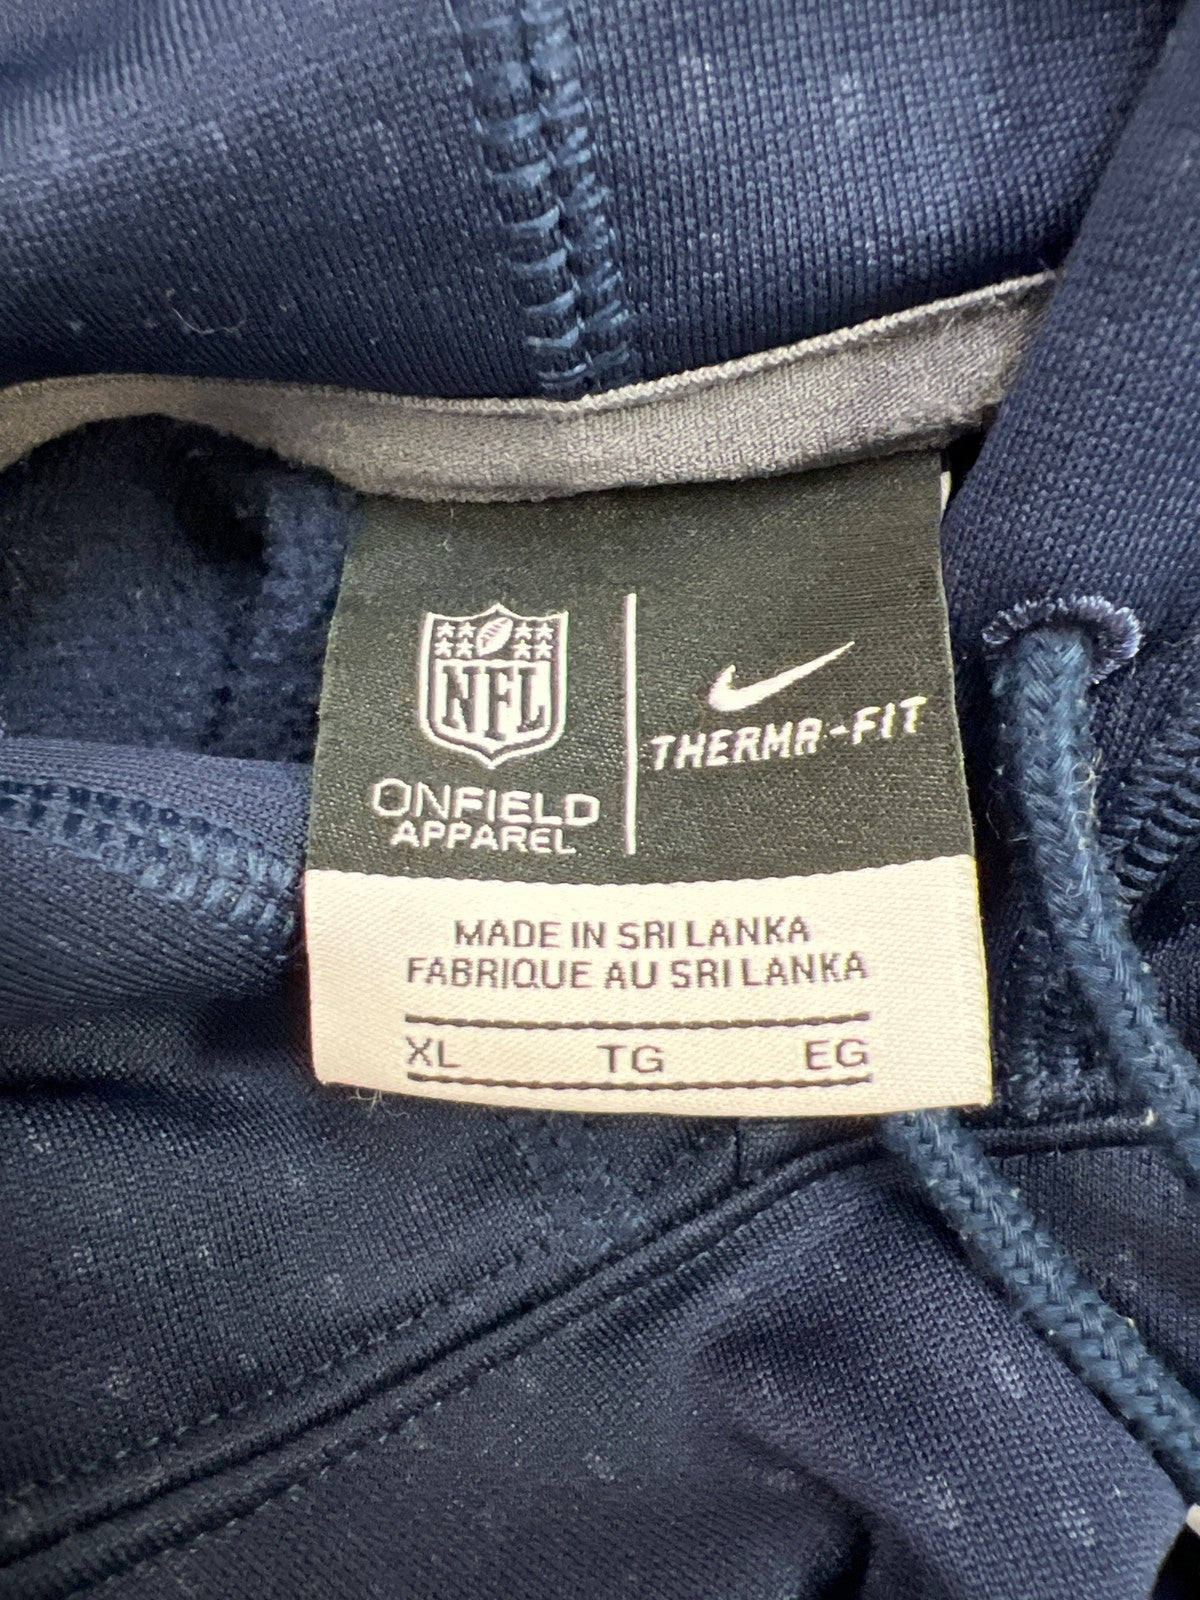 NFL
ONFIELD
APPAREL
THERMA-FIT
MADE IN SRI LANKA
FABRIQUE AU SRI LANKA
XL TG EG